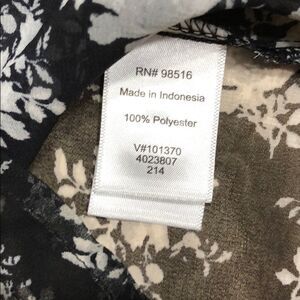 RN# 98516
Made in Indonesia
100% Polyester
V#101370
4023807
214